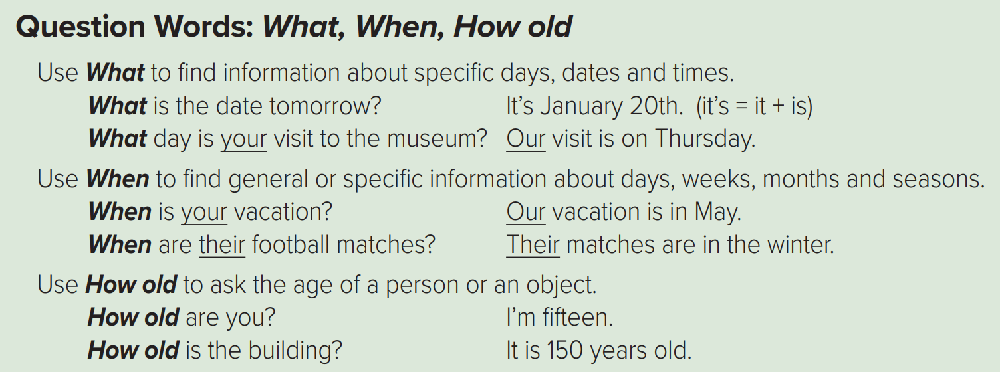 Question Words: What, When, How old
Use What to find information about specific days, dates and times.
What is the date tomorrow? It's January 20th. (it's = it + is)
What day is your visit to the museum? Our visit is on Thursday.
Use When to find general or specific information about days, weeks, months and seasons.
When is your vacation? Our vacation is in May.
When are their football matches? Their matches are in the winter.
Use How old to ask the age of a person or an object.
How old are you? I'm fifteen.
How old is the building? It is 150 years old.